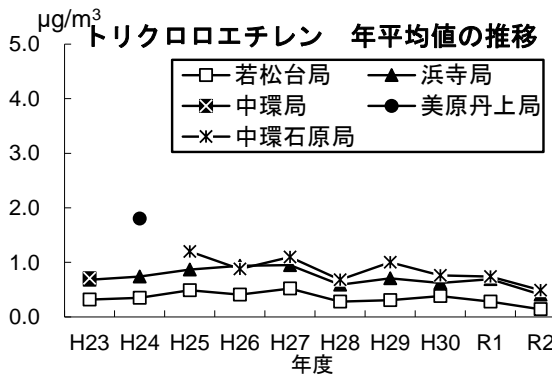 µg/m³
トリクロロエチレン　年平均値の推移
5.0
4.0
3.0
2.0
1.0
0.0
若松台局 浜寺局
中環局 美原丹上局
中環石原局
H23 H24 H25 H26 H27 H28 H29 H30 R1 R2
年度